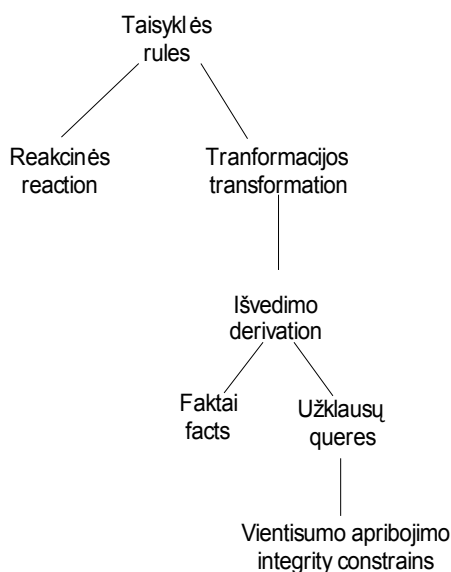 Taisyklės
rules
Reakcinės
reaction
Tranformacijos
transformation
Išvedimo
derivation
Faktai
facts
Užklausų
queres
Vientisumo apribojimo
integrity constrains